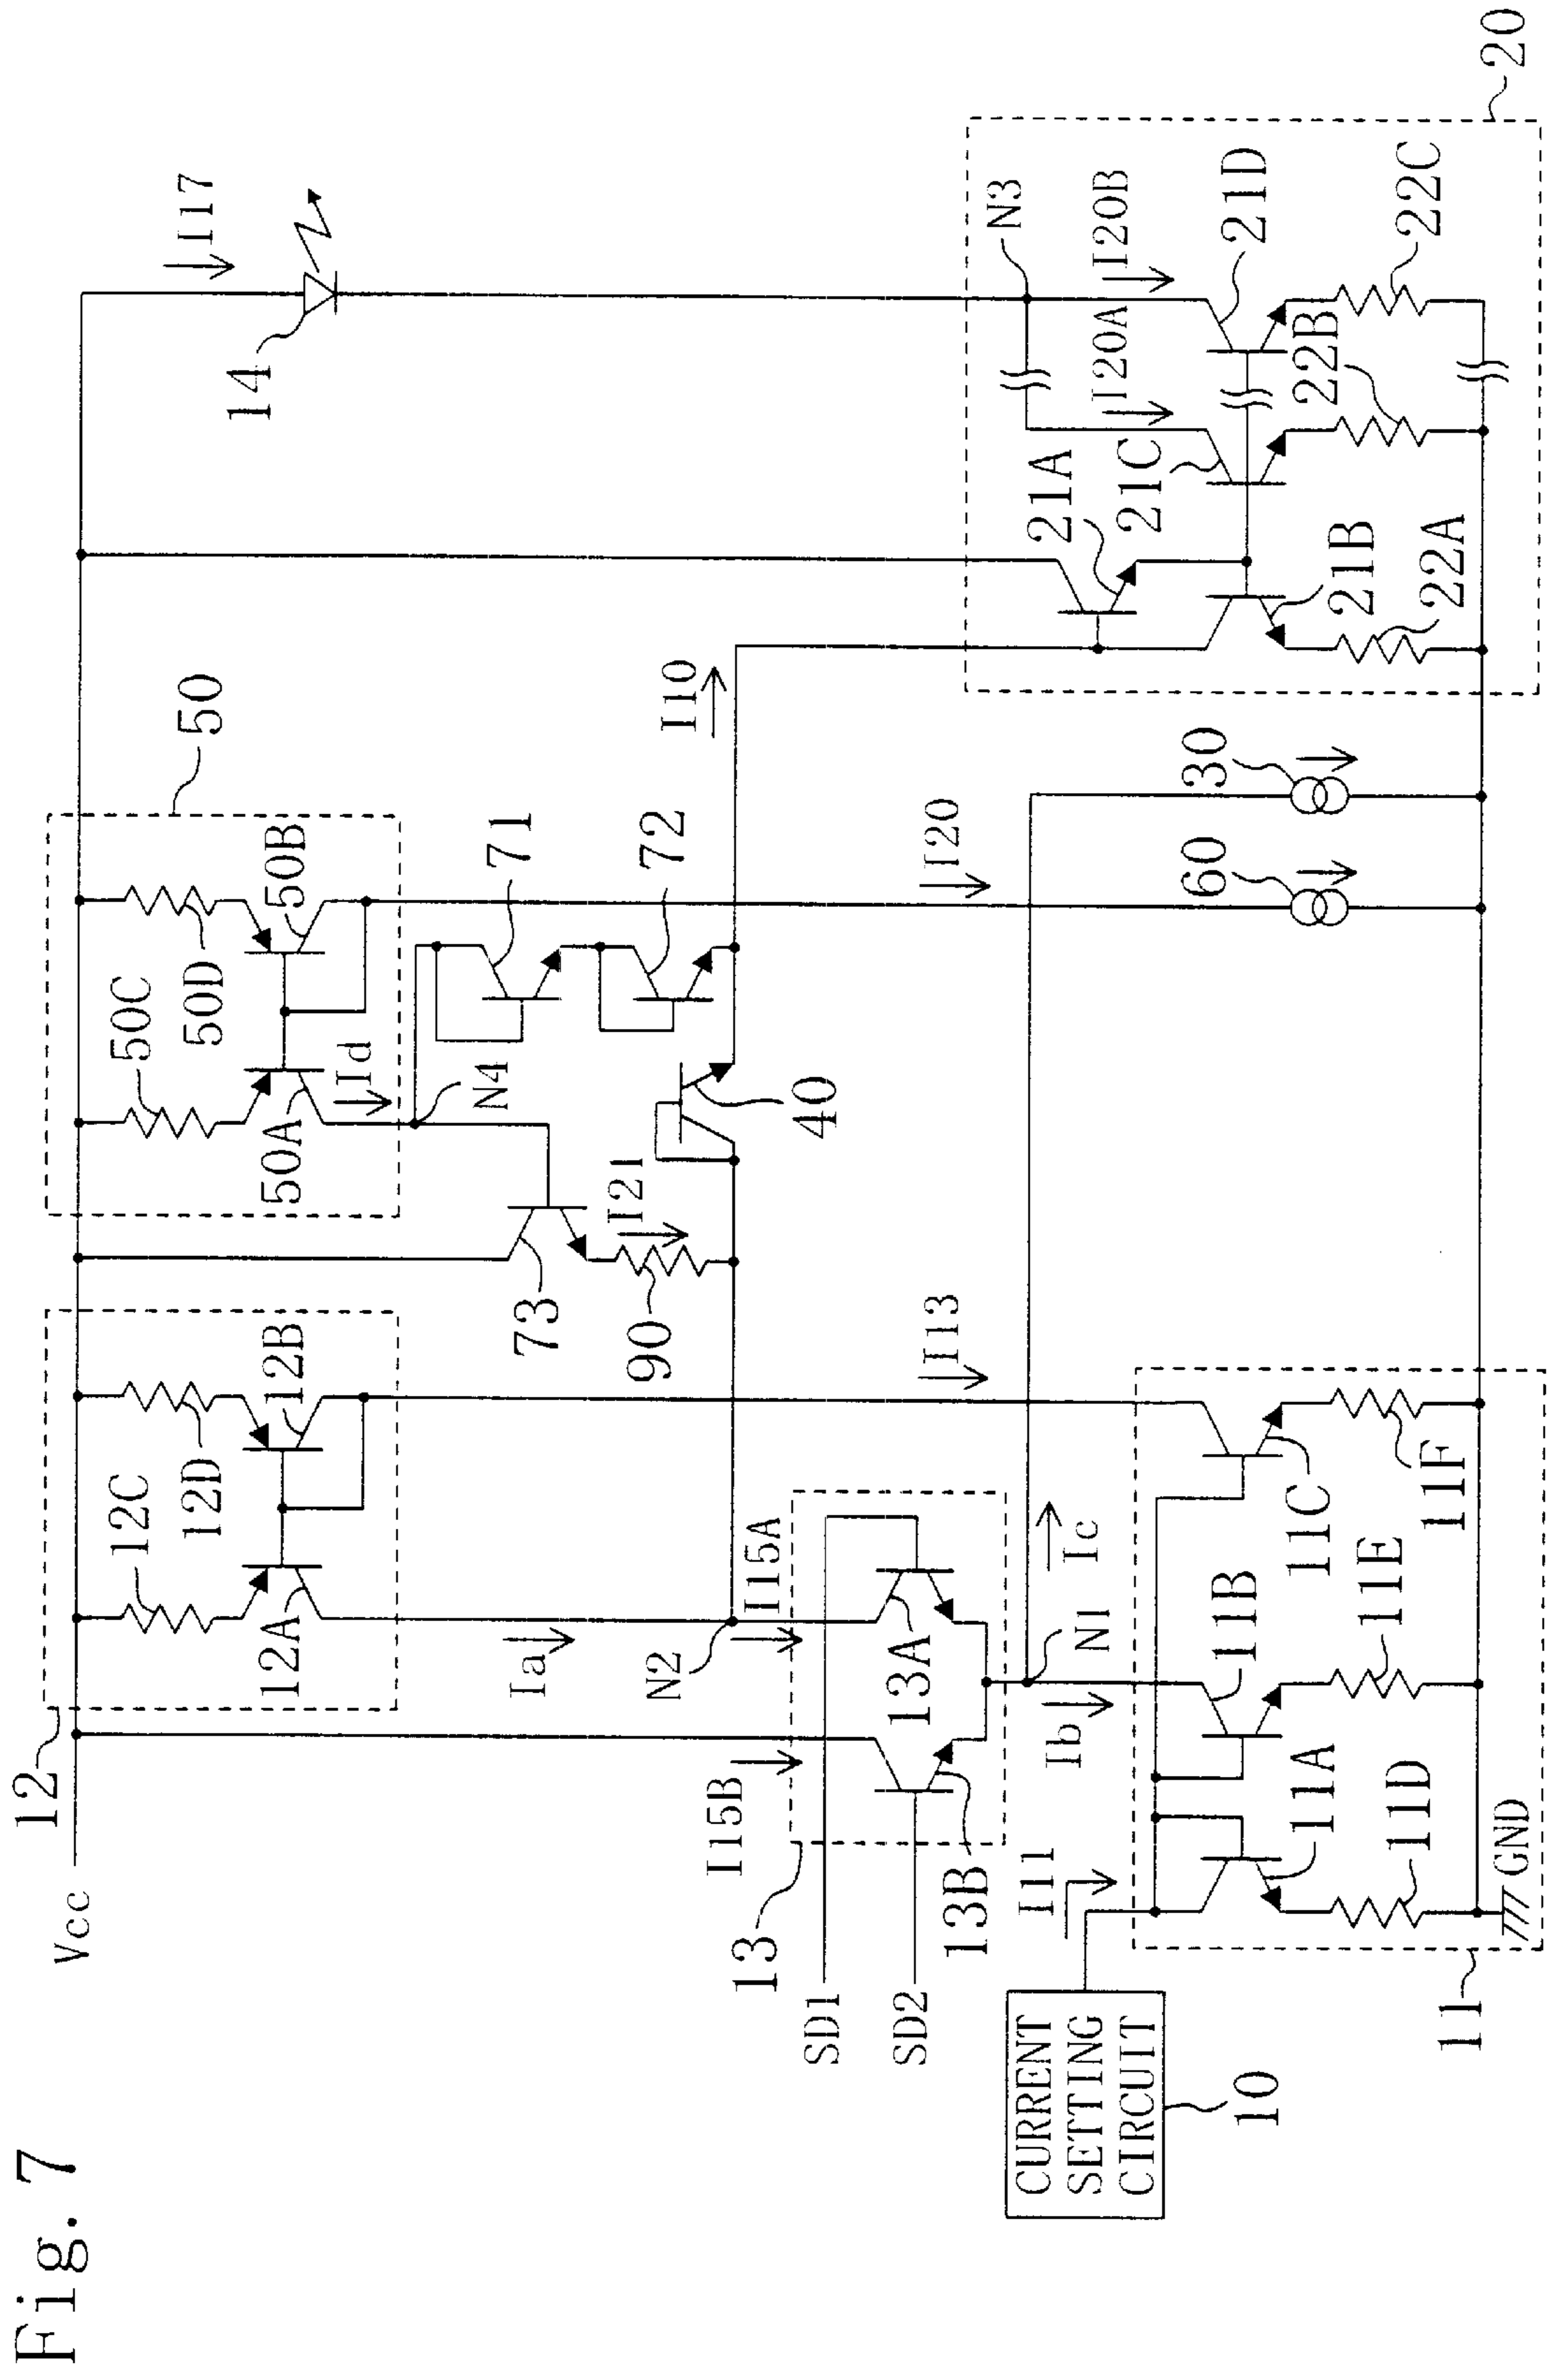 Fig. 7
Vcc
12
12C
12D
12A
12B
50
50C
50D
50A
50B
Id
N4
71
72
73
90
I21
40
I10
I17
14
Ia
N2
I15A
I15B
13
13A
13B
SD1
SD2
I13
I20
Ic
N1
Ib
I11
CURRENT
SETTING
CIRCUIT
10
11
11A
11B
11C
11D
11E
11F
GND
60
30
20
N3
I20A
I20B
21A
21B
21C
21D
22A
22B
22C